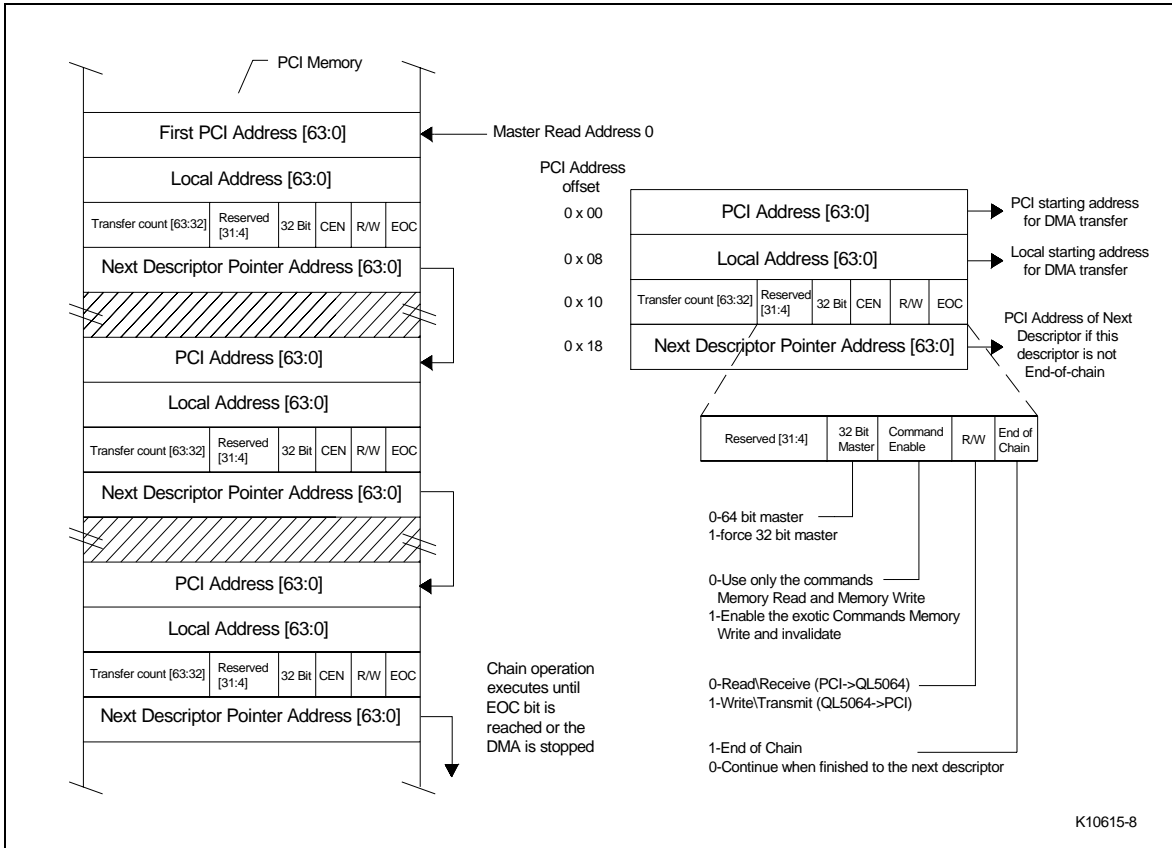 PCI Memory
First PCI Address [63:0]
Master Read Address 0
Local Address [63:0]
Transfer count [63:32]
Reserved
[31:4]
32 Bit
CEN
R/W
EOC
Next Descriptor Pointer Address [63:0]
PCI Address [63:0]
Local Address [63:0]
Transfer count [63:32]
Reserved
[31:4]
32 Bit
CEN
R/W
EOC
Next Descriptor Pointer Address [63:0]
PCI Address [63:0]
Local Address [63:0]
Transfer count [63:32]
Reserved
[31:4]
32 Bit
CEN
R/W
EOC
Next Descriptor Pointer Address [63:0]
Chain operation
executes until
EOC bit is
reached or the
DMA is stopped
PCI Address
offset
0 x 00
PCI Address [63:0]
PCI starting address
for DMA transfer
0 x 08
Local Address [63:0]
Local starting address
for DMA transfer
0 x 10
Transfer count [63:32]
Reserved
[31:4]
32 Bit
CEN
R/W
EOC
0 x 18
Next Descriptor Pointer Address [63:0]
PCI Address of Next
Descriptor if this
descriptor is not
End-of-chain
Reserved [31:4]
32 Bit
Master
Command
Enable
R/W
End of
Chain
0-64 bit master
1-force 32 bit master
0-Use only the commands
Memory Read and Memory Write
1-Enable the exotic Commands Memory
Write and invalidate
0-Read\Receive (PCI->QL5064)
1-Write\Transmit (QL5064->PCI)
1-End of Chain
0-Continue when finished to the next descriptor
K10615-8